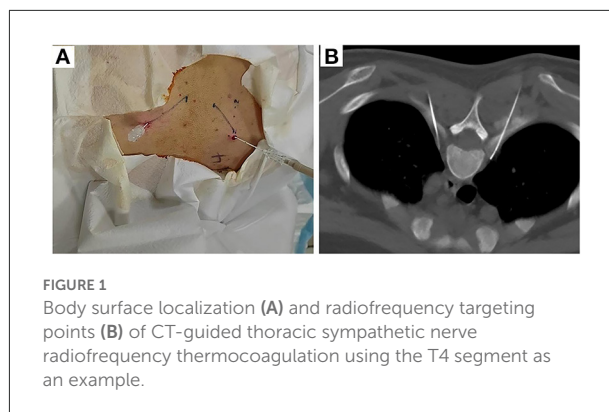 A
B
FIGURE 1
Body surface localization (A) and radiofrequency targeting
points (B) of CT-guided thoracic sympathetic nerve
radiofrequency thermocoagulation using the T4 segment as
an example.